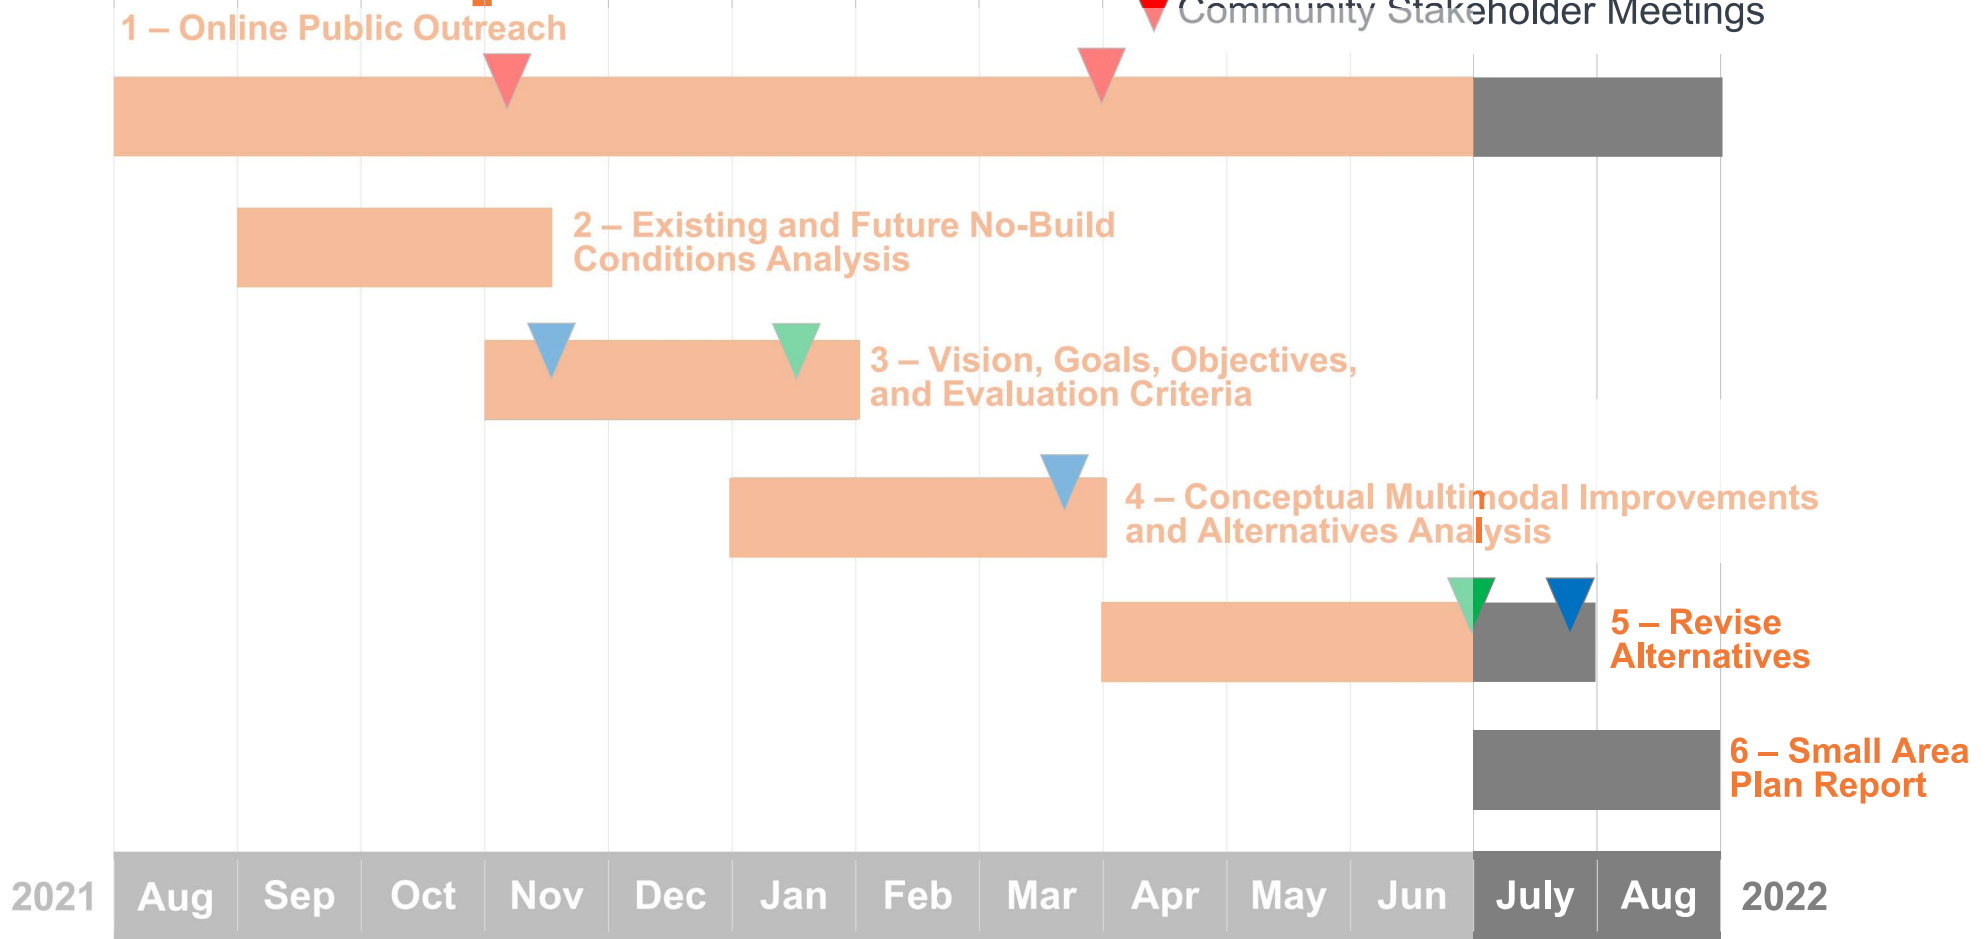 Community Stakeholder Meetings
1 – Online Public Outreach
2 – Existing and Future No-Build
Conditions Analysis
3 – Vision, Goals, Objectives,
and Evaluation Criteria
4 – Conceptual Multimodal Improvements
and Alternatives Analysis
5 – Revise
Alternatives
6 – Small Area
Plan Report
2021 Aug Sep Oct Nov Dec Jan Feb Mar Apr May Jun July Aug 2022